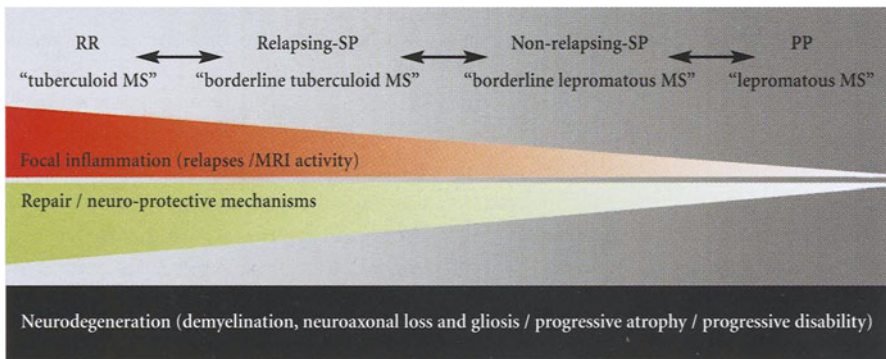 RR Relapsing-SP Non-relapsing-SP PP
“tuberculoid MS” “borderline tuberculoid MS” “borderline lepromatous MS” “lepromatous MS”
Focal inflammation (relapses /MRI activity)
Repair / neuro-protective mechanisms
Neurodegeneration (demyelination, neuroaxonal loss and gliosis / progressive atrophy / progressive disability)